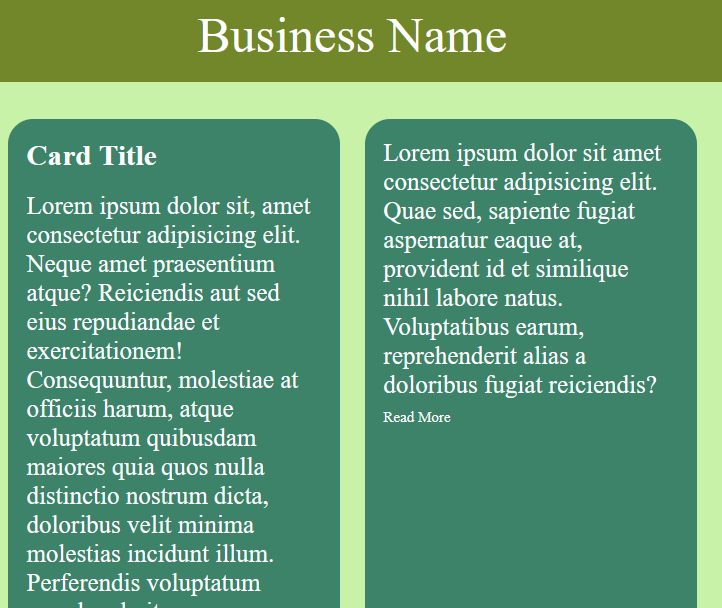 Business Name
Card Title
Lorem ipsum dolor sit, amet
consectetur adipisicing elit.
Neque amet praesentium
atque? Reiciendis aut sed
eius repudiandae et
exercitationem!
Consequuntur, molestiae at
officiis harum, atque
voluptatum quibusdam
maiores quia quos nulla
distinctio nostrum dicta,
doloribus velit minima
molestias incidunt illum.
Perferendis voluptatum
Lorem ipsum dolor sit amet
consectetur adipisicing elit.
Quae sed, sapiente fugiat
aspernatur eaque at,
provident id et similique
nihil labore natus.
Voluptatibus earum,
reprehenderit alias a
doloribus fugiat reiciendis?
Read More